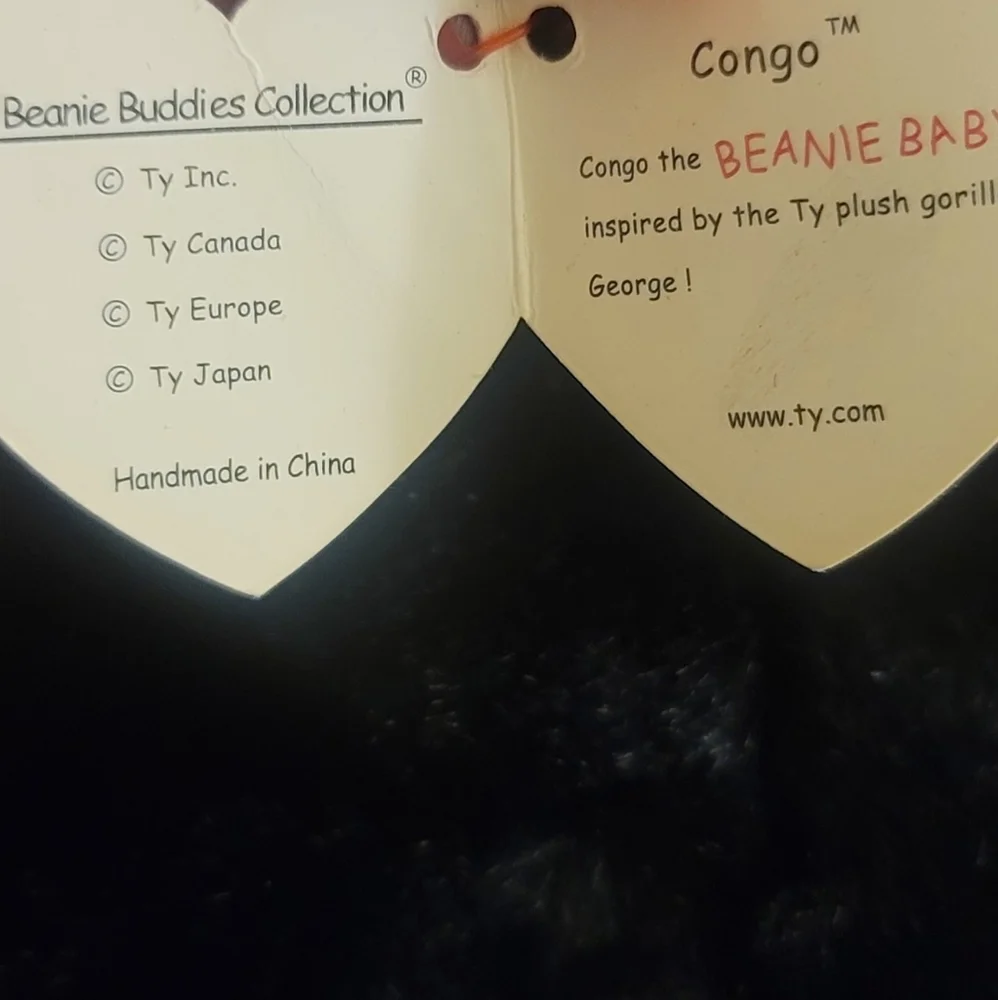 Beanie Buddies Collection®
© Ty Inc.
© Ty Canada
© Ty Europe
© Ty Japan
Handmade in China
Congo™
Congo the BEANIE
inspired by the Ty plush
George !
www.ty.com